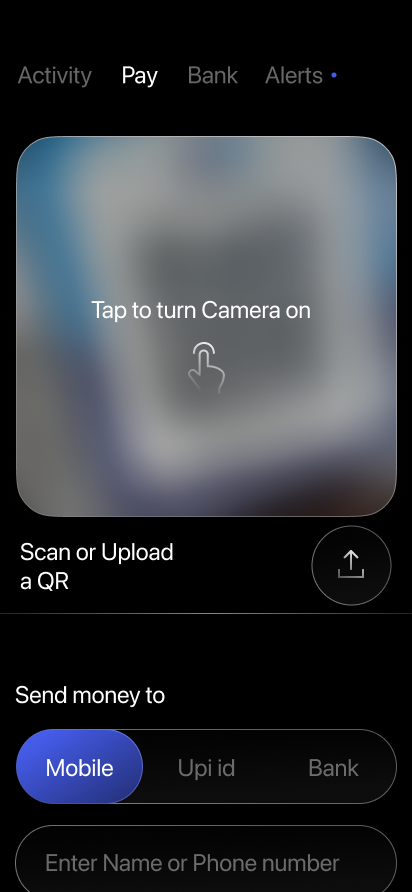 Activity Pay Bank Alerts
Tap to turn Camera on
Scan or Upload
a QR
Send money to
Mobile Upi id Bank
Enter Name or Phone number